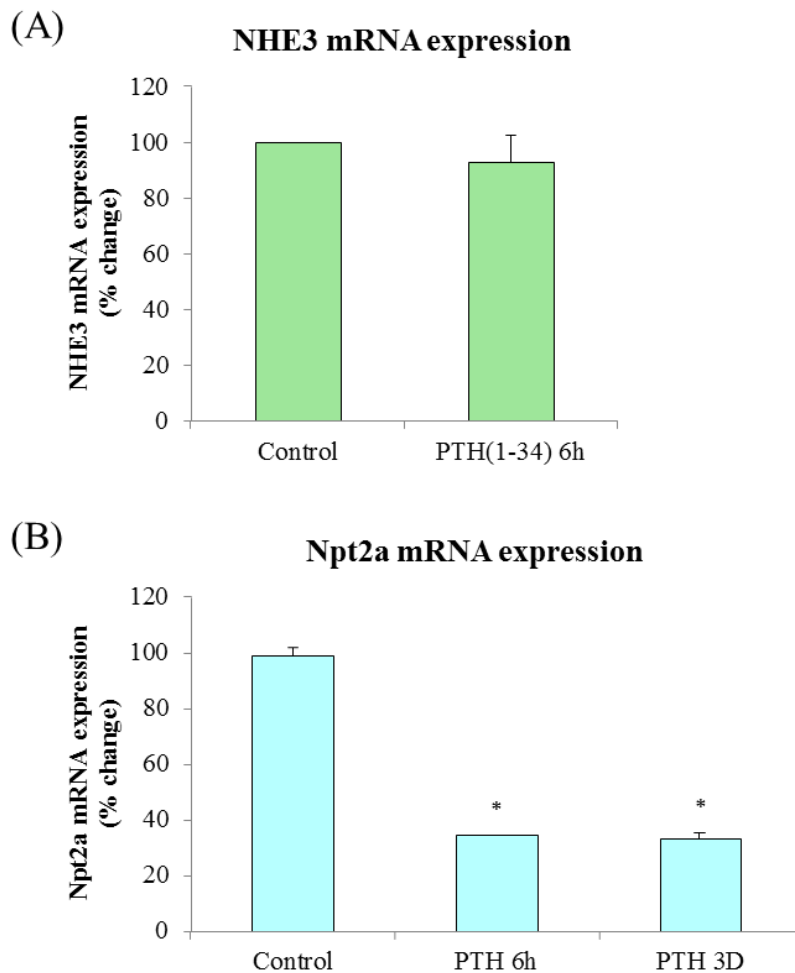 (A)
NHE3 mRNA expression
NHE3 mRNA expression
(% change)
120
100
80
60
40
20
0
Control
PTH(1-34) 6h
(B)
Npt2a mRNA expression
Npt2a mRNA expression
(% change)
120
100
80
60
40
20
0
*
*
Control
PTH 6h
PTH 3D